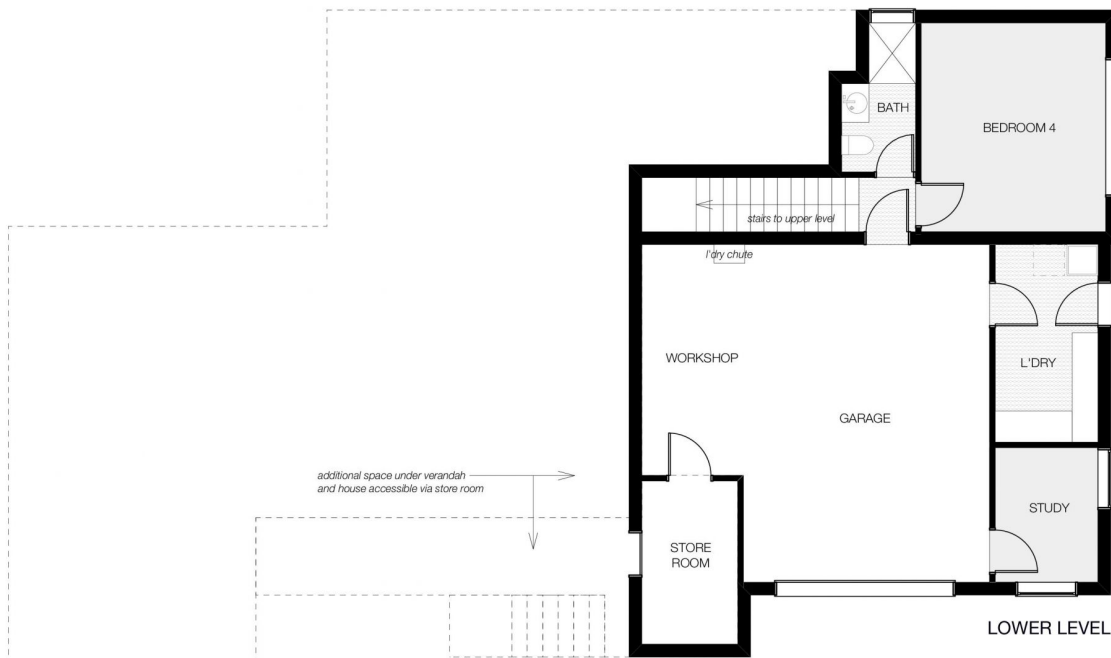 BATH
BEDROOM 4
stairs to upper level
l'dry chute
WORKSHOP
L'DRY
GARAGE
additional space under verandah
and house accessible via store room
STUDY
STORE
ROOM
LOWER LEVEL